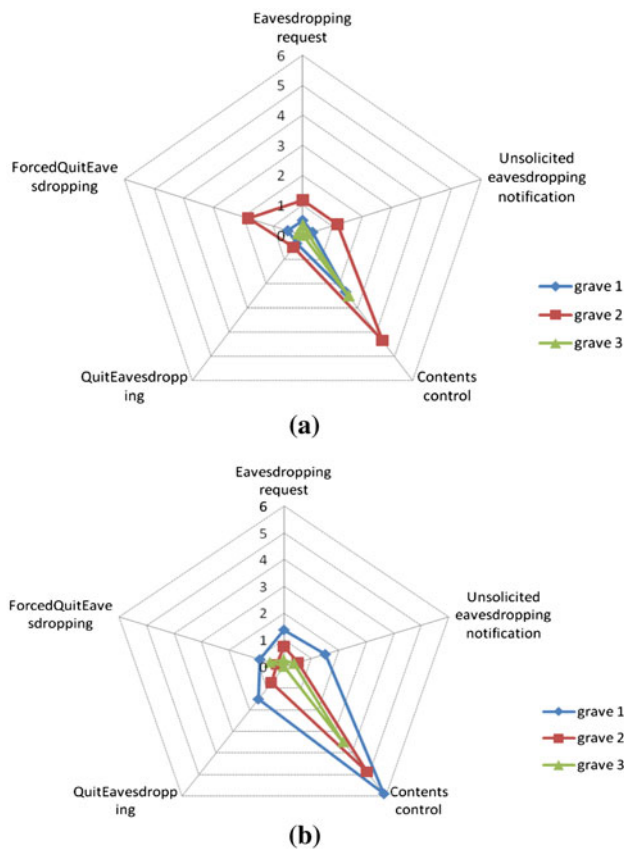 Eavesdropping
request
6
5
4
3
2
1
0
Unsolicited
eavesdropping
notification
ForcedQuitEave
sdropping
QuitEavesdropp
ing
Contents
control
grave 1
grave 2
grave 3
(a)
Eavesdropping
request
6
5
4
3
2
1
0
Unsolicited
eavesdropping
notification
ForcedQuitEave
sdropping
QuitEavesdropp
ing
Contents
control
grave 1
grave 2
grave 3
(b)